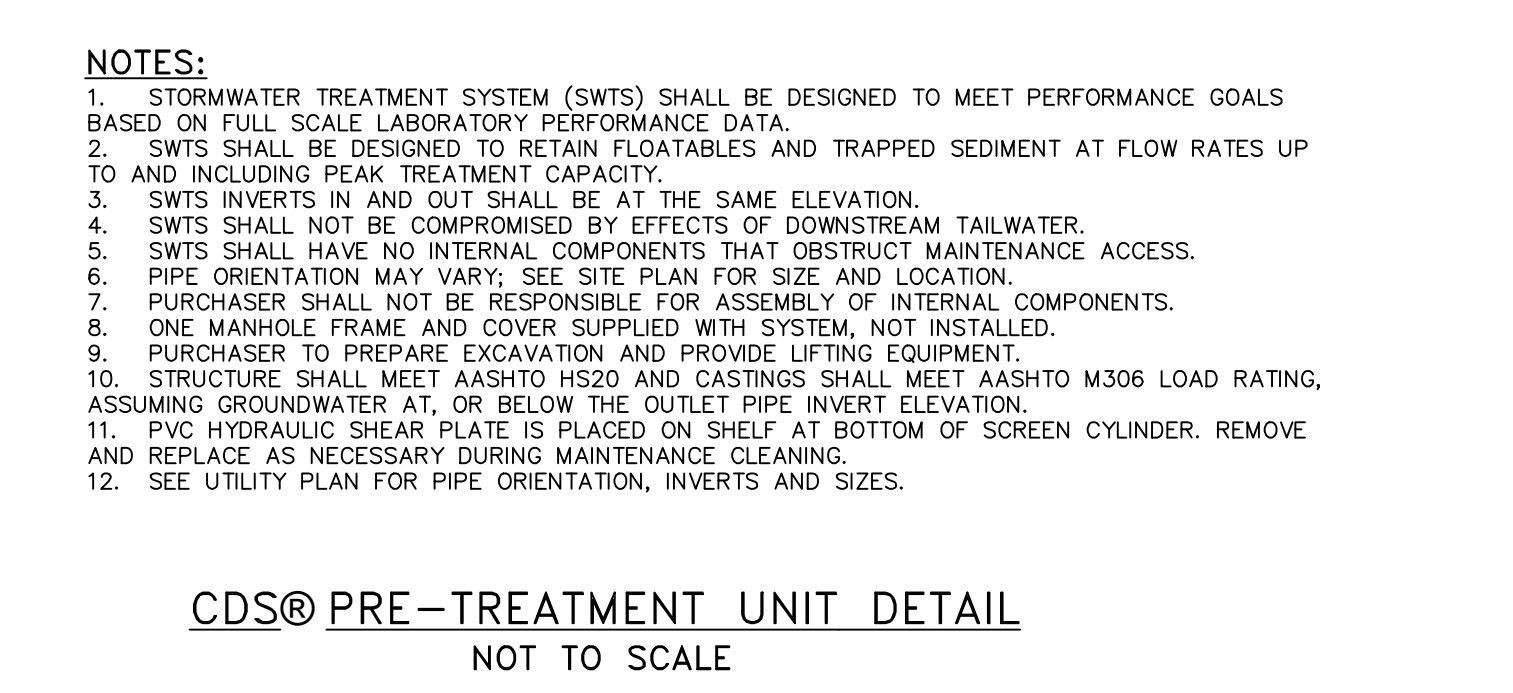 NOTES:
1. STORMWATER TREATMENT SYSTEM (SWTS) SHALL BE DESIGNED TO MEET PERFORMANCE GOALS
BASED ON FULL SCALE LABORATORY PERFORMANCE DATA.
2. SWTS SHALL BE DESIGNED TO RETAIN FLOATABLES AND TRAPPED SEDIMENT AT FLOW RATES UP
TO AND INCLUDING PEAK TREATMENT CAPACITY.
3. SWTS INVERTS IN AND OUT SHALL BE AT THE SAME ELEVATION.
4. SWTS SHALL NOT BE COMPROMISED BY EFFECTS OF DOWNSTREAM TAILWATER.
5. SWTS SHALL HAVE NO INTERNAL COMPONENTS THAT OBSTRUCT MAINTENANCE ACCESS.
6. PIPE ORIENTATION MAY VARY; SEE SITE PLAN FOR SIZE AND LOCATION.
7. PURCHASER SHALL NOT BE RESPONSIBLE FOR ASSEMBLY OF INTERNAL COMPONENTS.
8. ONE MANHOLE FRAME AND COVER SUPPLIED WITH SYSTEM, NOT INSTALLED.
9. PURCHASER TO PREPARE EXCAVATION AND PROVIDE LIFTING EQUIPMENT.
10. STRUCTURE SHALL MEET AASHTO HS20 AND CASTINGS SHALL MEET AASHTO M306 LOAD RATING,
ASSUMING GROUNDWATER AT, OR BELOW THE OUTLET PIPE INVERT ELEVATION.
11. PVC HYDRAULIC SHEAR PLATE IS PLACED ON SHELF AT BOTTOM OF SCREEN CYLINDER. REMOVE
AND REPLACE AS NECESSARY DURING MAINTENANCE CLEANING.
12. SEE UTILITY PLAN FOR PIPE ORIENTATION, INVERTS AND SIZES.
CDS® PRE-TREATMENT UNIT DETAIL
NOT TO SCALE